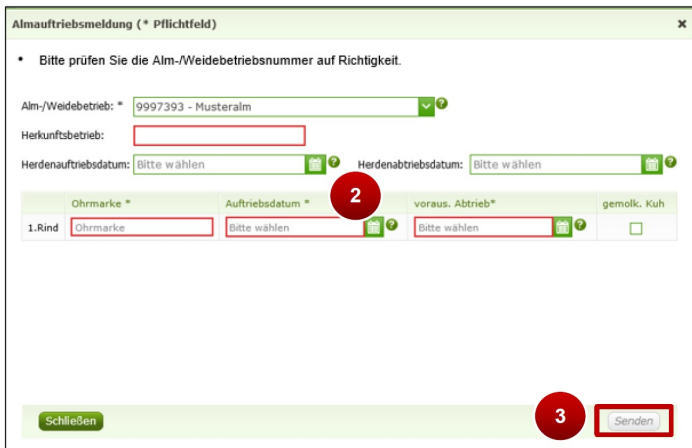 Almauftriebsmeldung (* Pflichtfeld) ×
• Bitte prüfen Sie die Alm-/Weidebetriebsnummer auf Richtigkeit.
Alm-/Weidebetrieb: * 9997393 - Musteralm ?
Herkunftsbetrieb:
Herdenauftriebsdatum: Bitte wählen ? Herdenabtriebsdatum: Bitte wählen ?
Ohrmarke * Auftriebsdatum * 2 voraus. Abtrieb* gemolk. Kuh
1.Rind Ohrmarke Bitte wählen ? Bitte wählen ?
Schließen 3 Senden